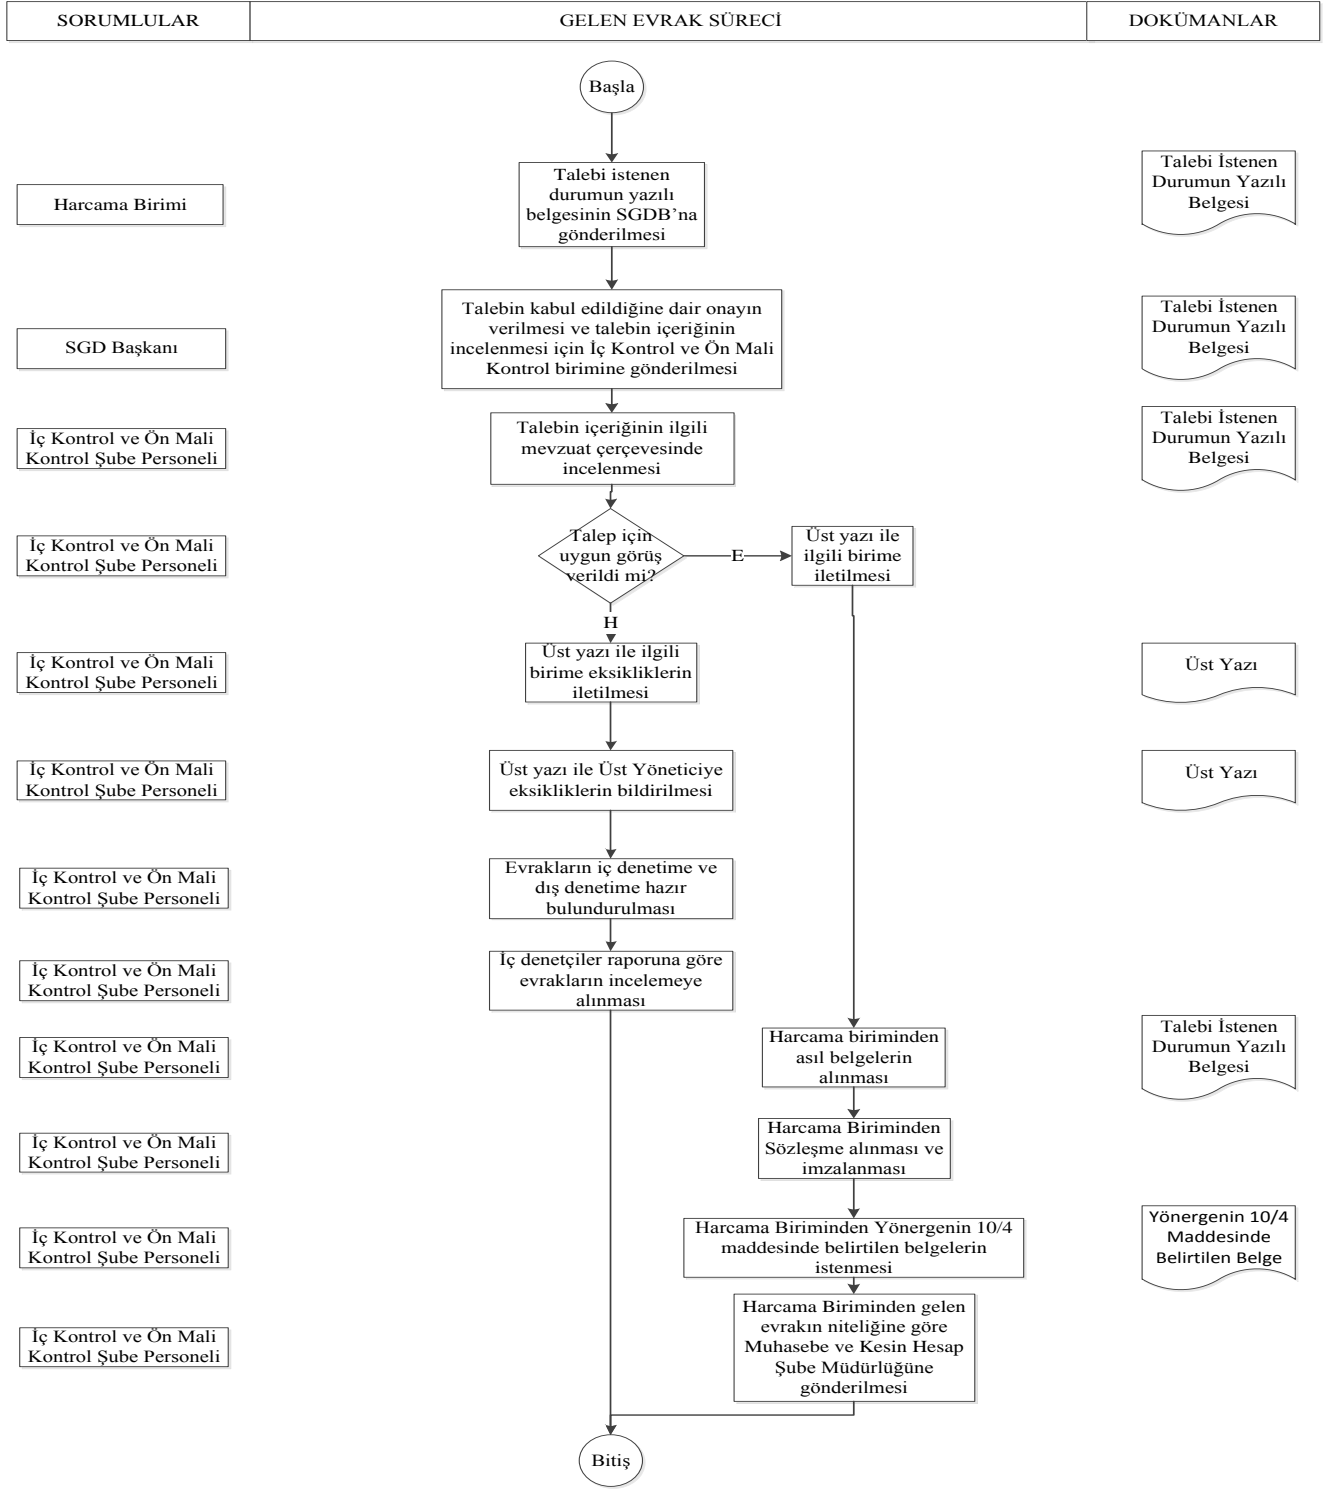 SORUMLULAR
GELEN EVRAK SÜRECİ
DOKÜMANLAR
Başla
Harcama Birimi
Talebi istenen
durumun yazılı
belgesinin SGDB’na
gönderilmesi
Talebi İstenen
Durumun Yazılı
Belgesi
SGD Başkanı
Talebin kabul edildiğine dair onayın
verilmesi ve talebin içeriğinin
incelenmesi için İç Kontrol ve Ön Mali
Kontrol birimine gönderilmesi
Talebi İstenen
Durumun Yazılı
Belgesi
İç Kontrol ve Ön Mali
Kontrol Şube Personeli
Talebin içeriğinin ilgili
mevzuat çerçevesinde
incelenmesi
Talebi İstenen
Durumun Yazılı
Belgesi
İç Kontrol ve Ön Mali
Kontrol Şube Personeli
Talep için
uygun görüş
verildi mi?
E
Üst yazı ile
ilgili birime
iletilmesi
H
İç Kontrol ve Ön Mali
Kontrol Şube Personeli
Üst yazı ile ilgili
birime eksikliklerin
iletilmesi
Üst Yazı
İç Kontrol ve Ön Mali
Kontrol Şube Personeli
Üst yazı ile Üst Yöneticiye
eksikliklerin bildirilmesi
Üst Yazı
İç Kontrol ve Ön Mali
Kontrol Şube Personeli
Evrakların iç denetime ve
dış denetime hazır
bulundurulması
İç Kontrol ve Ön Mali
Kontrol Şube Personeli
İç denetçiler raporuna göre
evrakların incelemeye
alınması
İç Kontrol ve Ön Mali
Kontrol Şube Personeli
Harcama biriminden
asıl belgelerin
alınması
Talebi İstenen
Durumun Yazılı
Belgesi
İç Kontrol ve Ön Mali
Kontrol Şube Personeli
Harcama Biriminden
Sözleşme alınması ve
imzalanması
İç Kontrol ve Ön Mali
Kontrol Şube Personeli
Harcama Biriminden Yönergenin 10/4
maddesinde belirtilen belgelerin
istenmesi
Yönergenin 10/4
Maddesinde
Belirtilen Belge
İç Kontrol ve Ön Mali
Kontrol Şube Personeli
Harcama Biriminden gelen
evrakın niteliğine göre
Muhasebe ve Kesin Hesap
Şube Müdürlüğüne
gönderilmesi
Bitiş